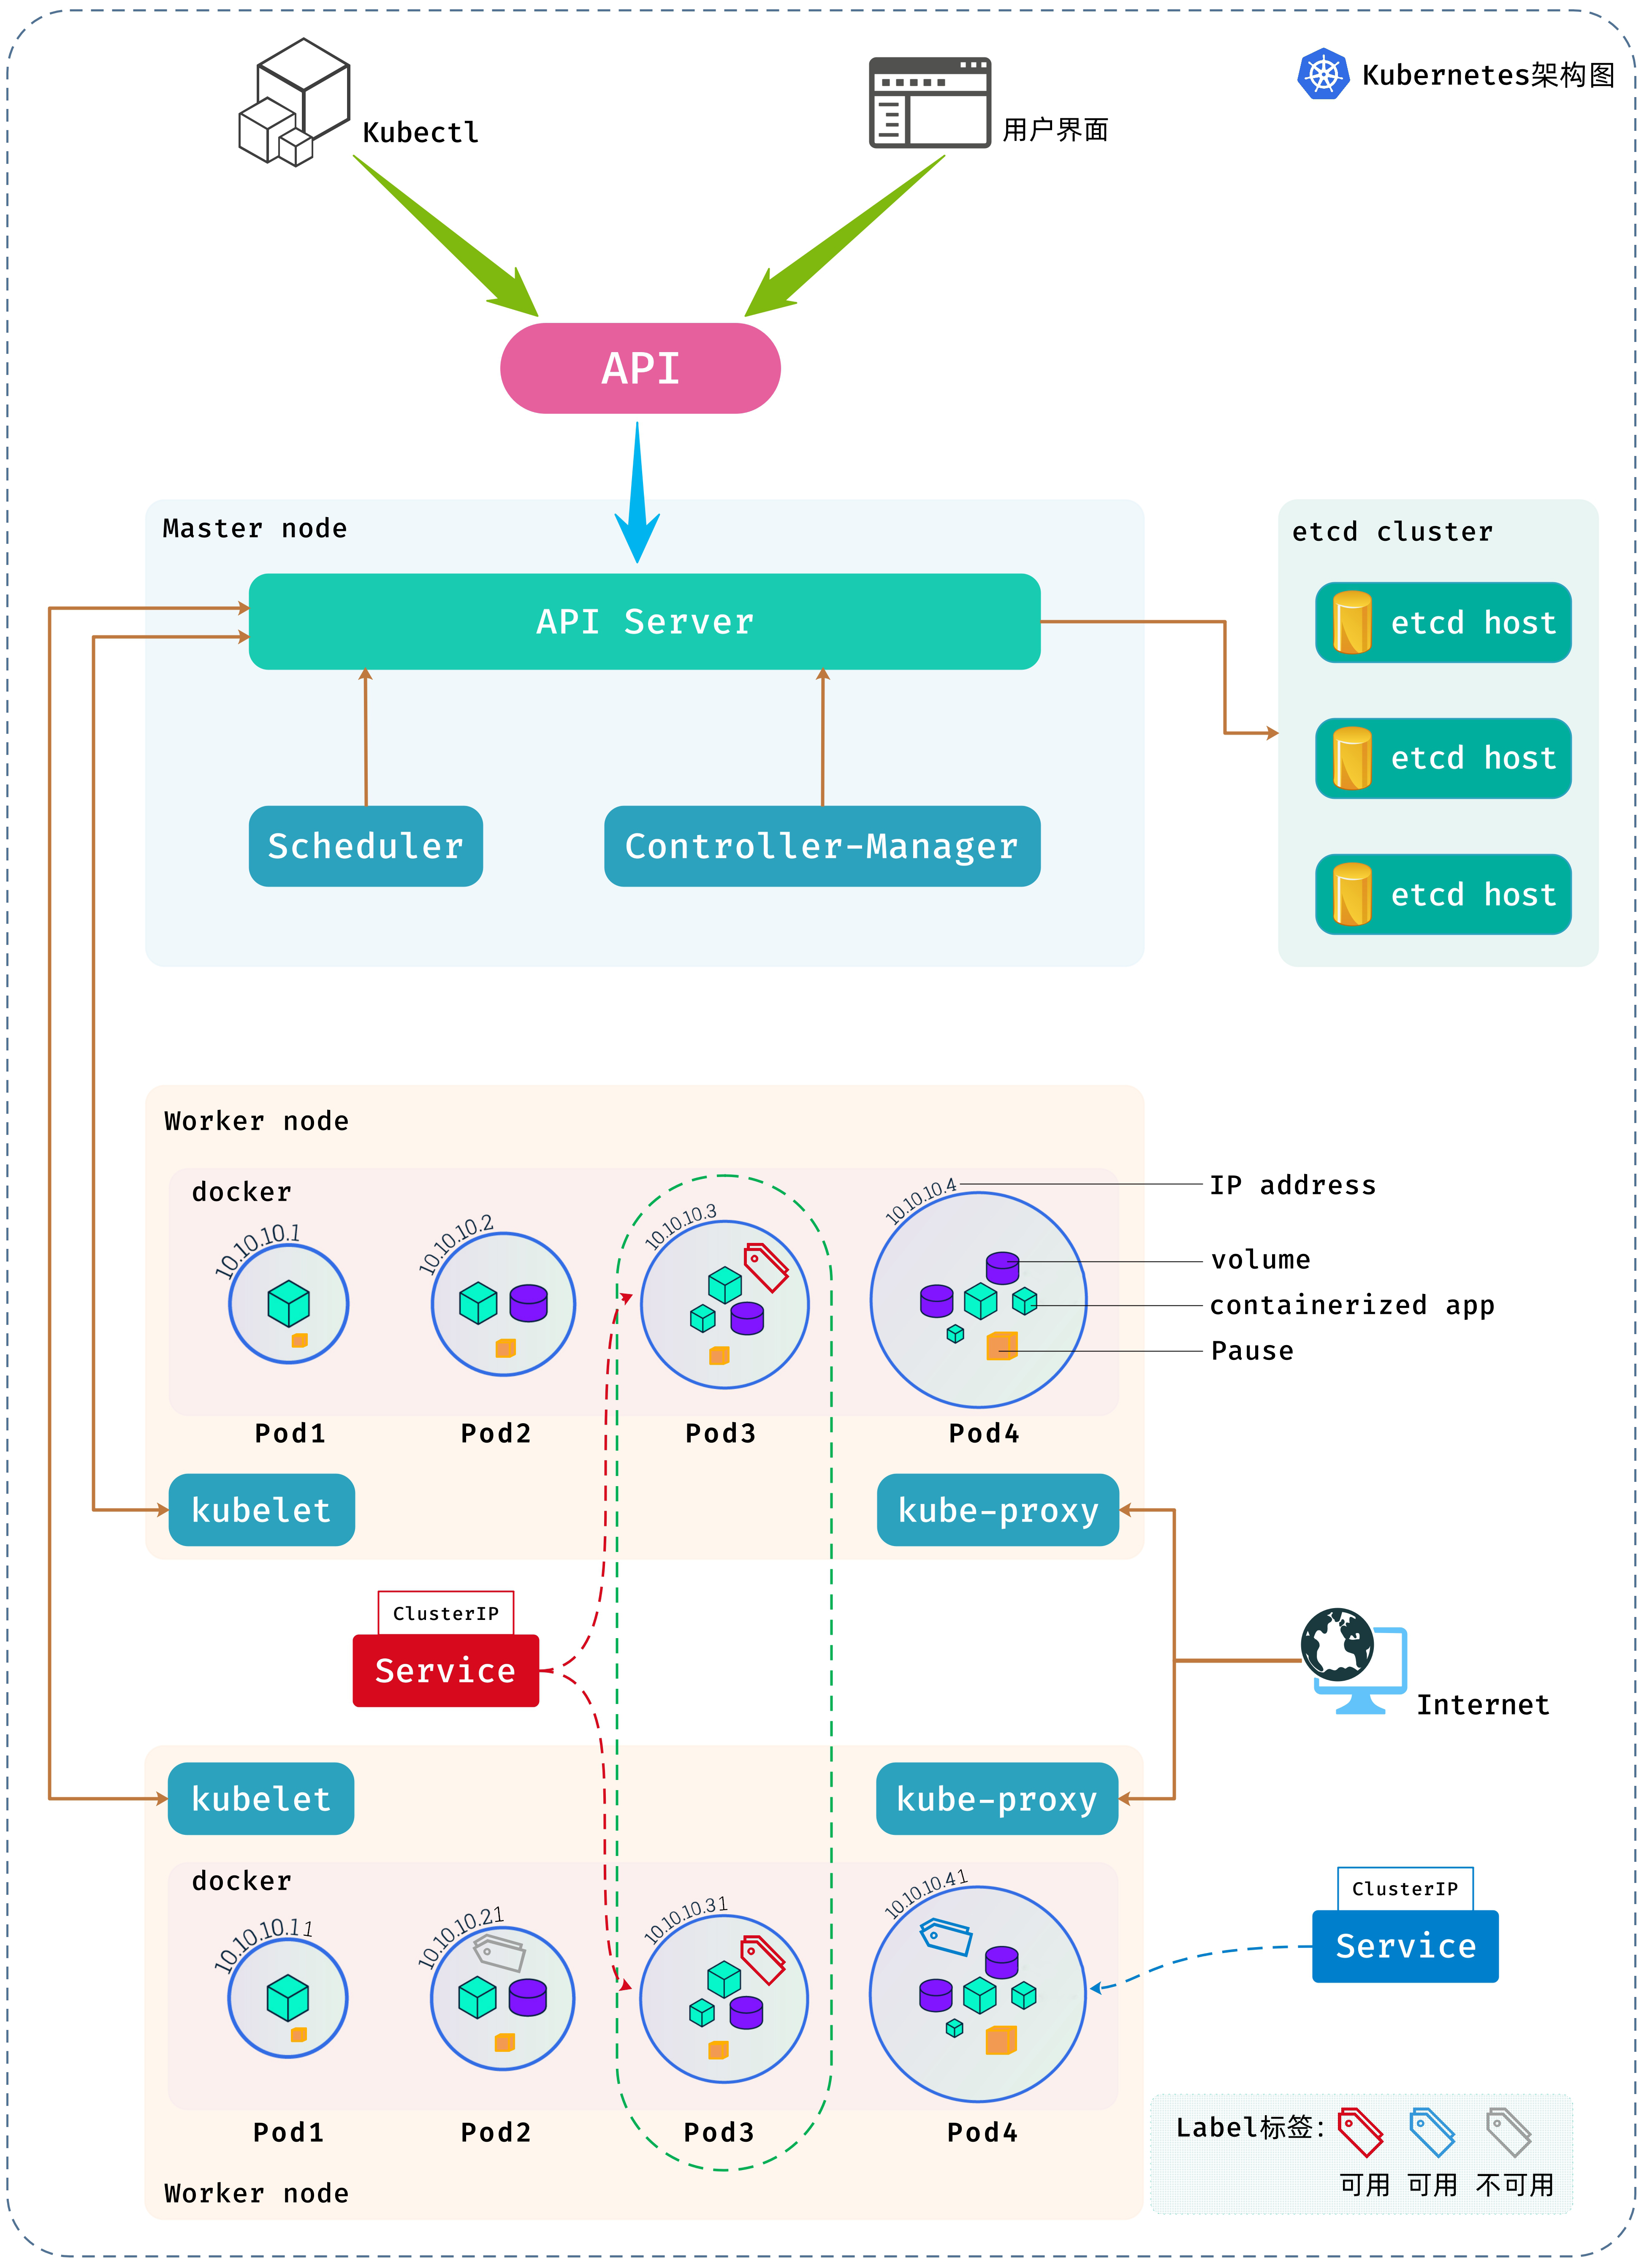 Kubernetes架构图
Kubectl
用户界面
API
Master node
API Server
Scheduler
Controller-Manager
etcd cluster
etcd host
etcd host
etcd host
Worker node
docker
10.10.10.1
10.10.10.2
10.10.10.3
10.10.10.4
IP address
volume
containerized app
Pause
Pod1
Pod2
Pod3
Pod4
kubelet
kube-proxy
ClusterIP
Service
Internet
kubelet
kube-proxy
docker
10.10.10.11
10.10.10.21
10.10.10.31
10.10.10.41
ClusterIP
Service
Pod1
Pod2
Pod3
Pod4
Worker node
Label标签：
可用
可用
不可用